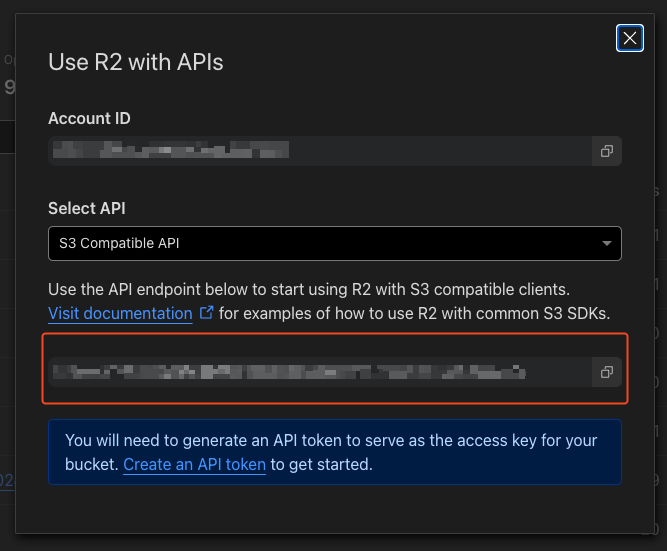 Use R2 with APIs
Account ID
Select API
S3 Compatible API
Use the API endpoint below to start using R2 with S3 compatible clients.
Visit documentation for examples of how to use R2 with common S3 SDKs.
You will need to generate an API token to serve as the access key for your
bucket. Create an API token to get started.